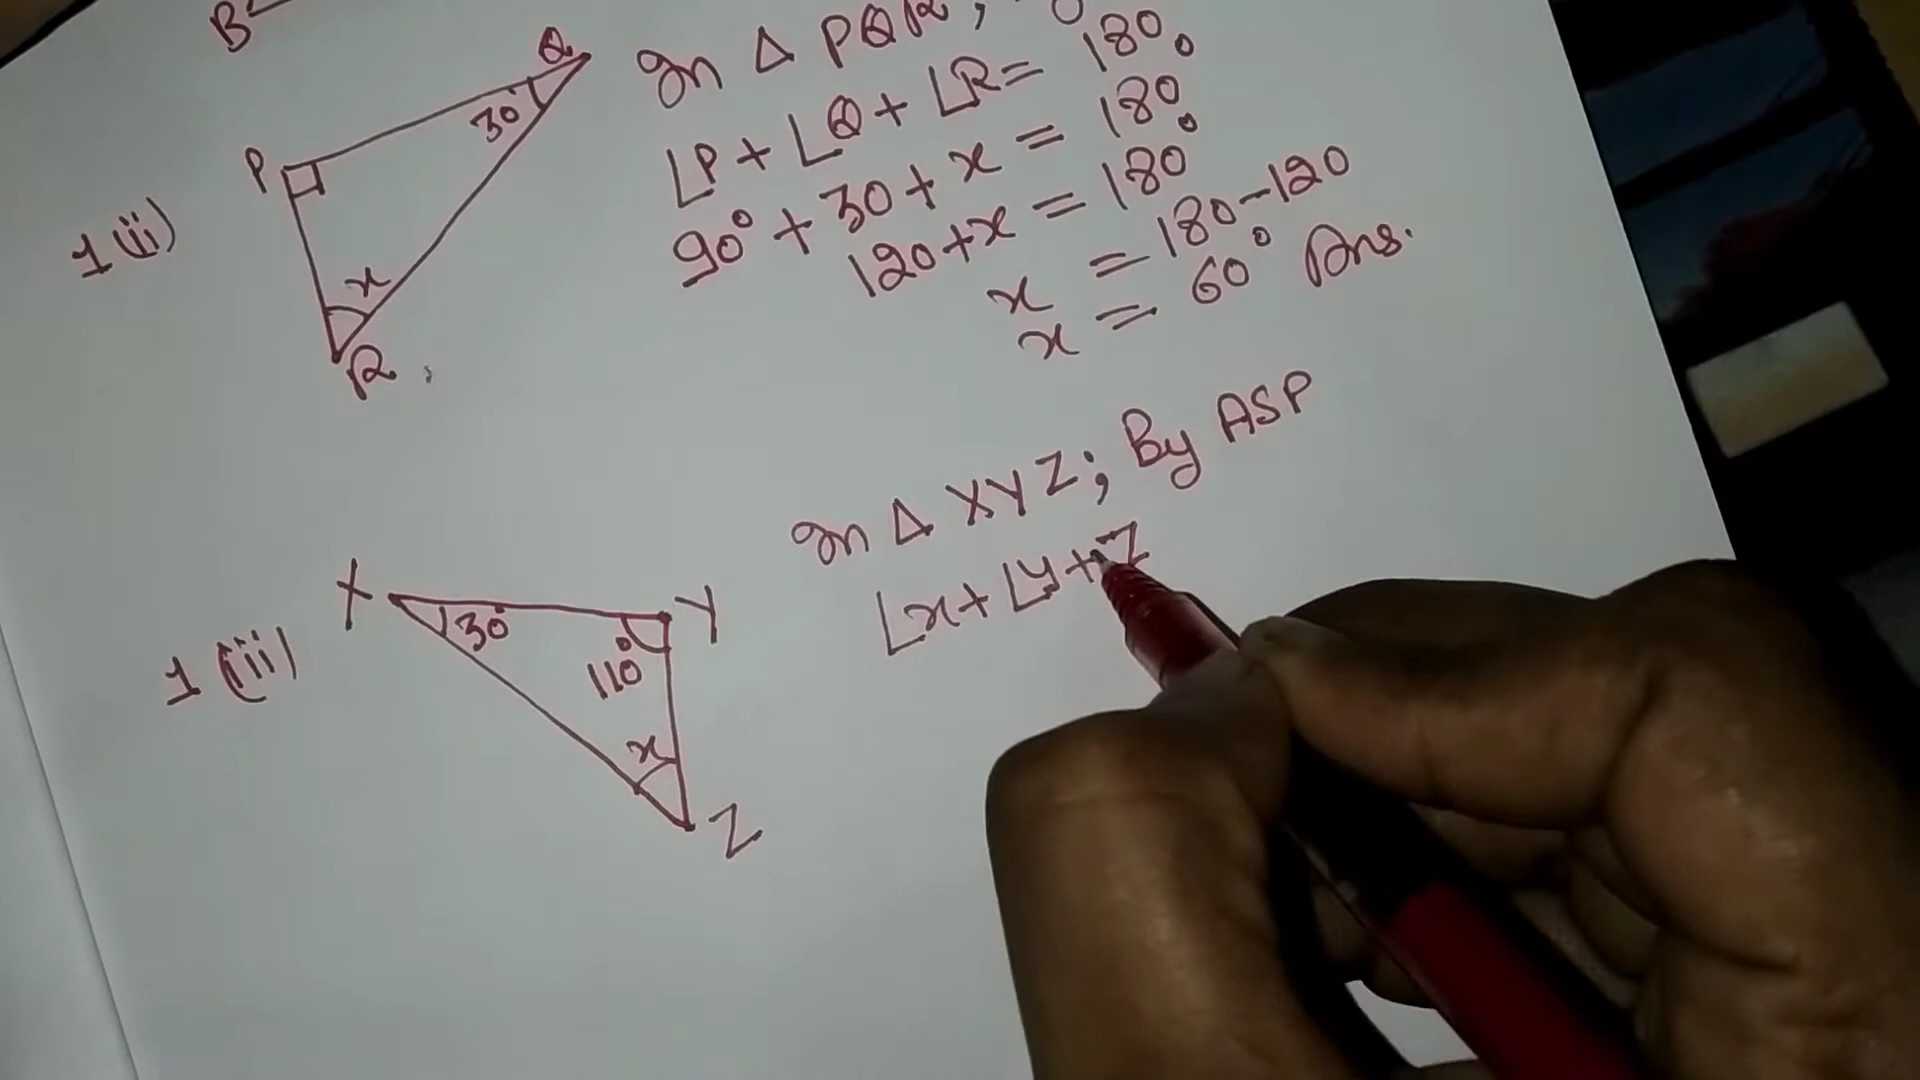 B
Q
30°
P
1 (ii)
x
R
In Δ PQR,
∠P + ∠Q + ∠R = 180°
90° + 30 + x = 180°
120 + x = 180
x = 180 - 120
x = 60° Ans.
In Δ XYZ; By ASP
∠x + ∠y + Z
X
30°
Y
110°
1 (iii)
x
Z